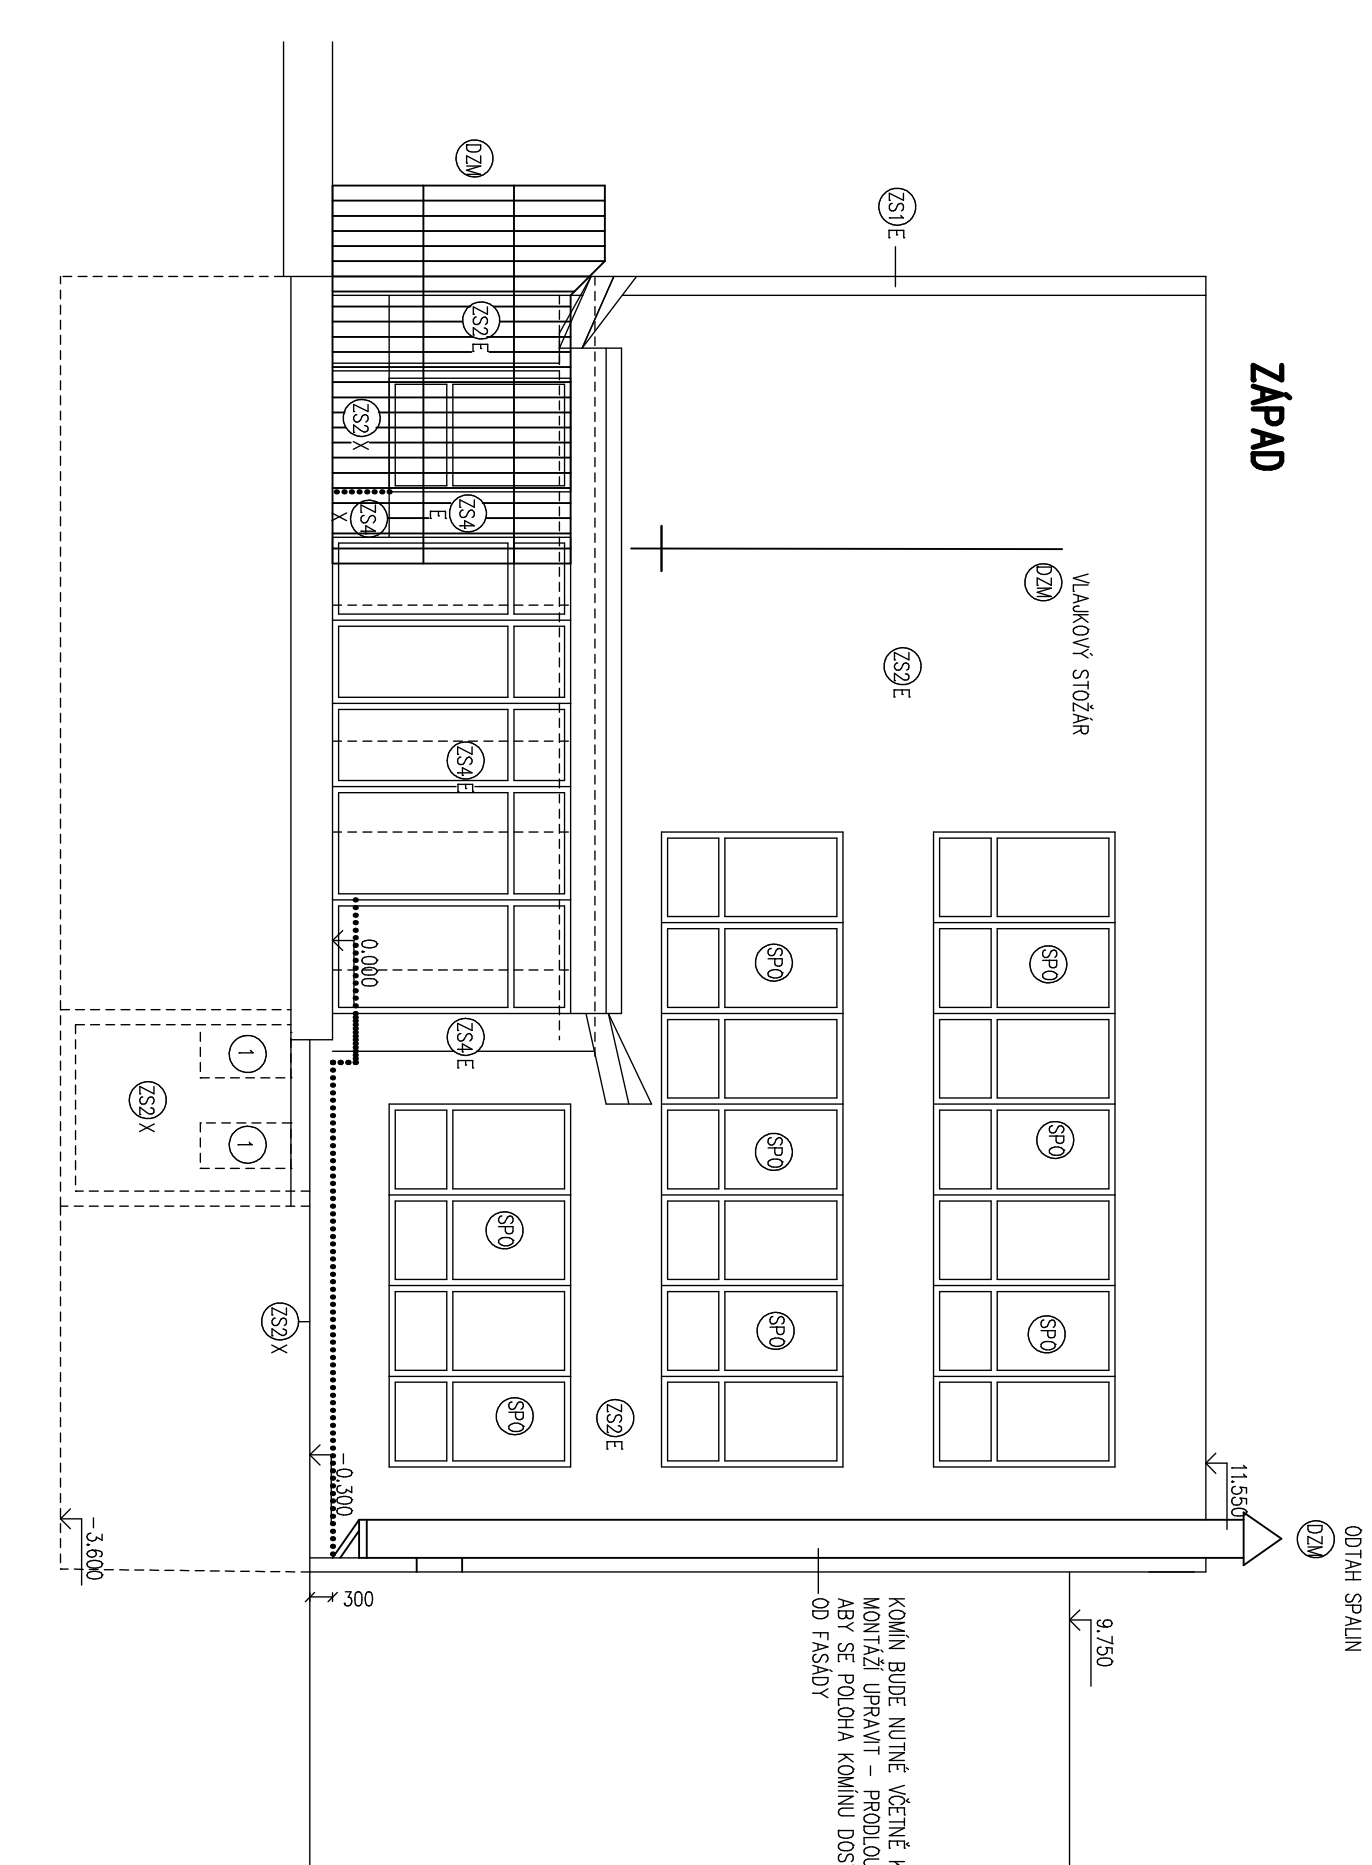 ZÁPAD
ODTAH SPALIN
DZM
11.550
9.750
ZS1 E
VLAJKOVÝ STOŽÁR
DZM
ZS2 E
SPO
SPO
SPO
SPO
SPO
SPO
KOMÍN BUDE NUTNÉ VČETNĚ
MONTÁŽÍ UPRAVIT –
ABY SE POLOHA KOMÍNU
OD FASÁDY
DZM
ZS2 E
ZS2 X
ZS4 E
ZS4 X
ZS4 E
ZS4 E
SPO
SPO
ZS2 E
0.000
-0.300
300
1
1
ZS2 X
ZS2 X
-3.600